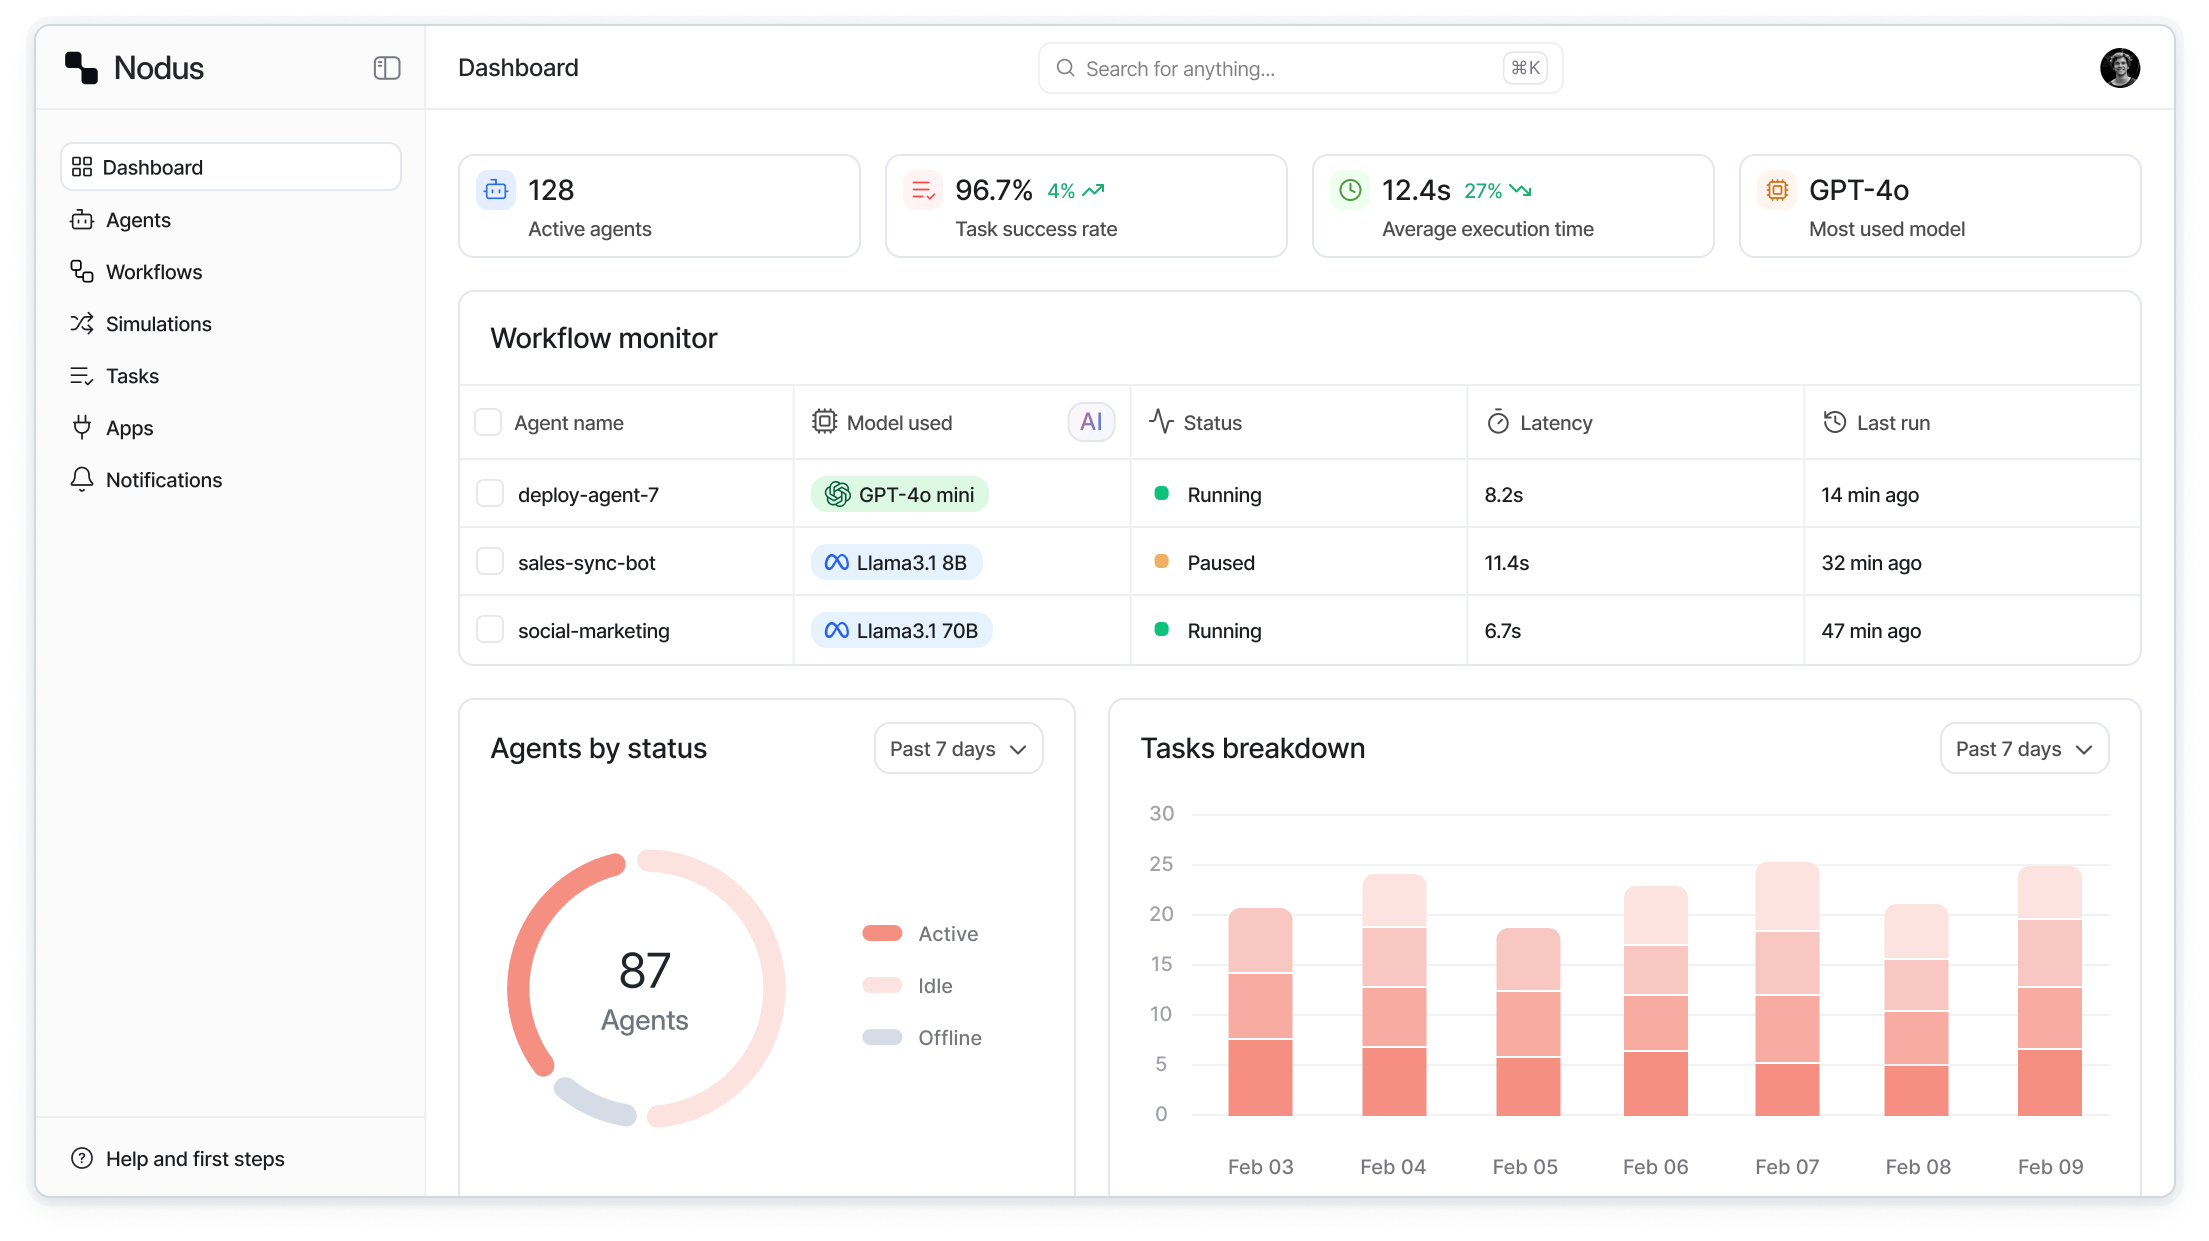 Nodus
Dashboard
Search for anything...
⌘K
Dashboard
Agents
Workflows
Simulations
Tasks
Apps
Notifications
Help and first steps
128
Active agents
96.7% 4%
Task success rate
12.4s 27%
Average execution time
GPT-4o
Most used model
Workflow monitor
Agent name Model used AI Status Latency Last run
deploy-agent-7 GPT-4o mini Running 8.2s 14 min ago
sales-sync-bot Llama3.1 8B Paused 11.4s 32 min ago
social-marketing Llama3.1 70B Running 6.7s 47 min ago
Agents by status
Past 7 days
87
Agents
Active
Idle
Offline
Tasks breakdown
Past 7 days
30
25
20
15
10
5
0
Feb 03 Feb 04 Feb 05 Feb 06 Feb 07 Feb 08 Feb 09